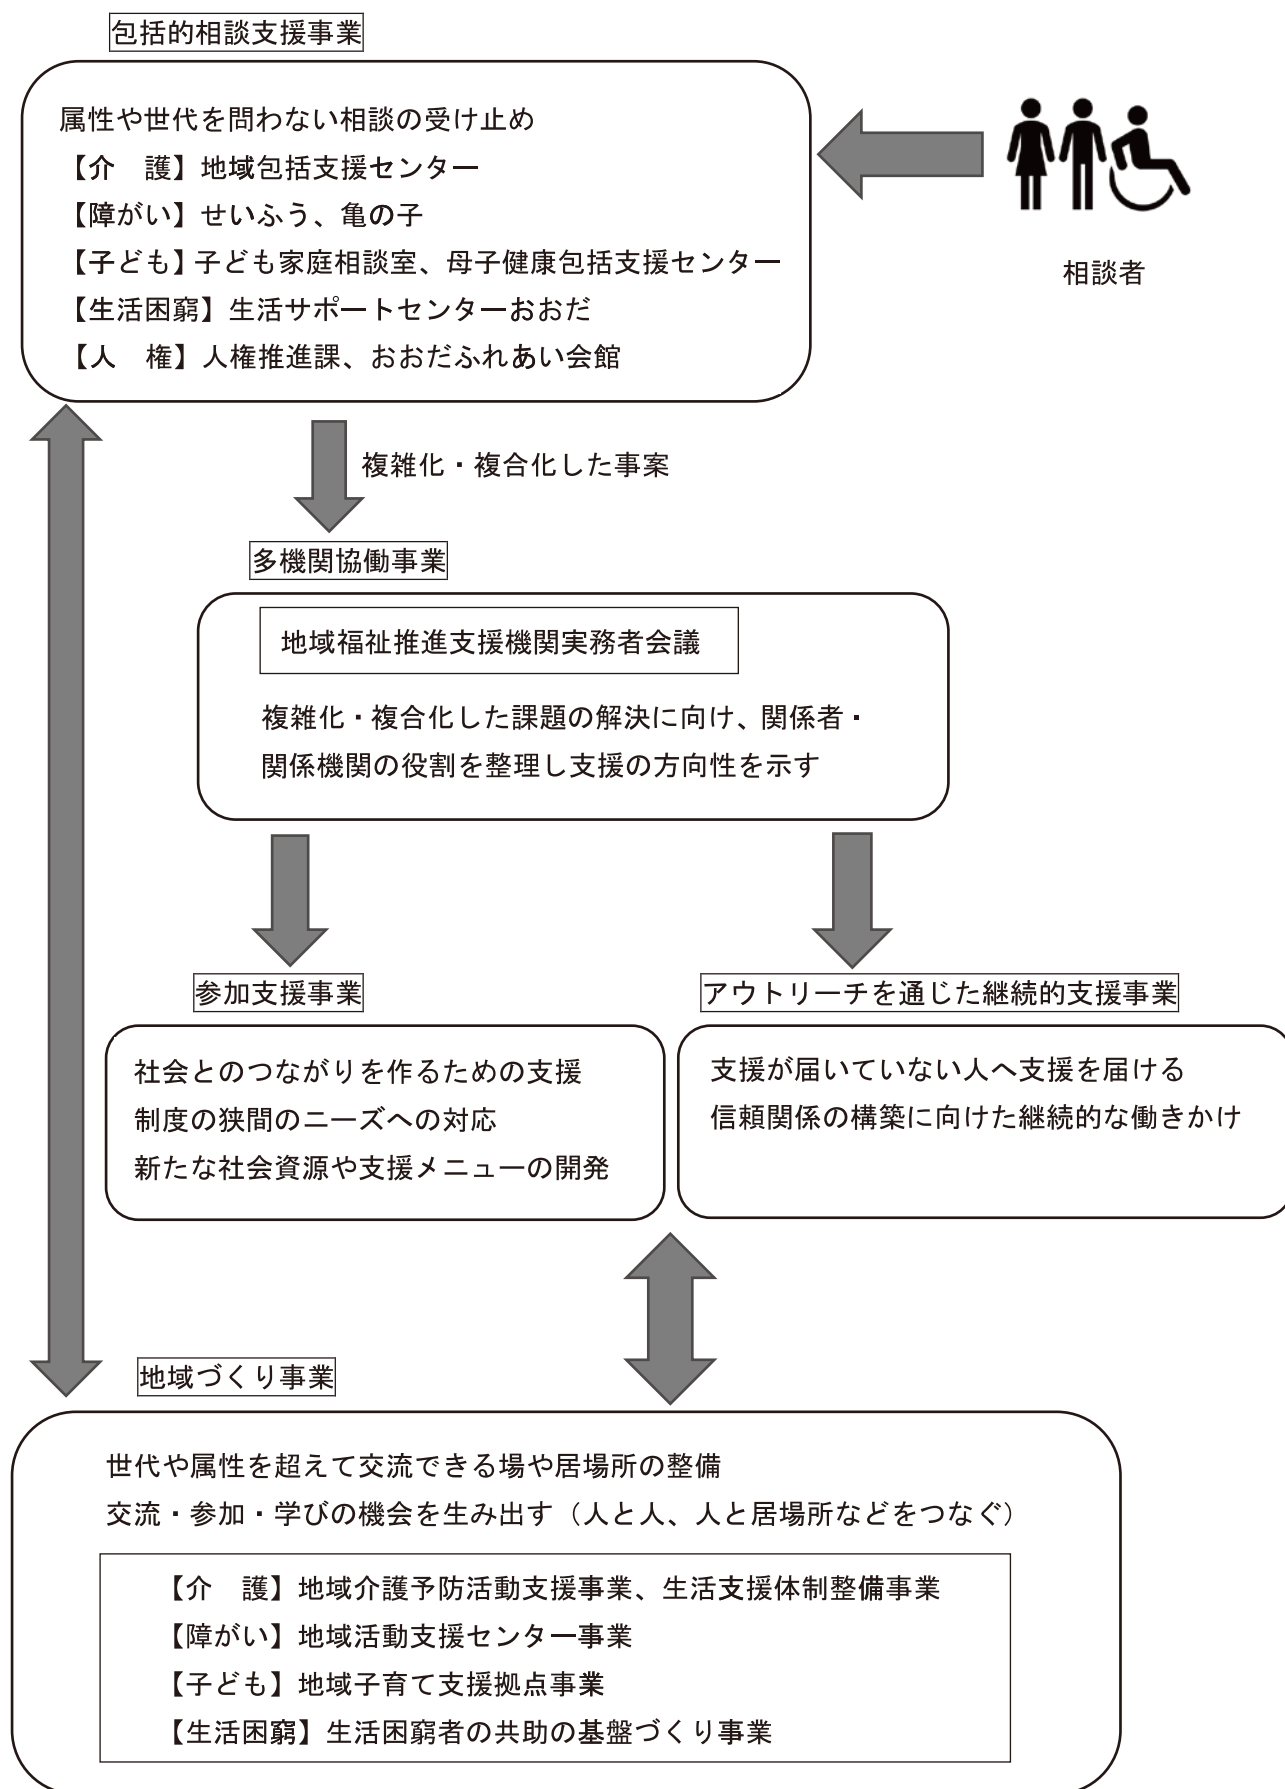 包括的相談支援事業
属性や世代を問わない相談の受け止め
【介　護】地域包括支援センター
【障がい】せいふう、亀の子
【子ども】子ども家庭相談室、母子健康包括支援センター
【生活困窮】生活サポートセンターおおだ
【人　権】人権推進課、おおだふれあい会館
相談者
複雑化・複合化した事案
多機関協働事業
地域福祉推進支援機関実務者会議
複雑化・複合化した課題の解決に向け、関係者・
関係機関の役割を整理し支援の方向性を示す
参加支援事業
社会とのつながりを作るための支援
制度の狭間のニーズへの対応
新たな社会資源や支援メニューの開発
アウトリーチを通じた継続的支援事業
支援が届いていない人へ支援を届ける
信頼関係の構築に向けた継続的な働きかけ
地域づくり事業
世代や属性を超えて交流できる場や居場所の整備
交流・参加・学びの機会を生み出す（人と人、人と居場所などをつなぐ）
【介　護】地域介護予防活動支援事業、生活支援体制整備事業
【障がい】地域活動支援センター事業
【子ども】地域子育て支援拠点事業
【生活困窮】生活困窮者の共助の基盤づくり事業